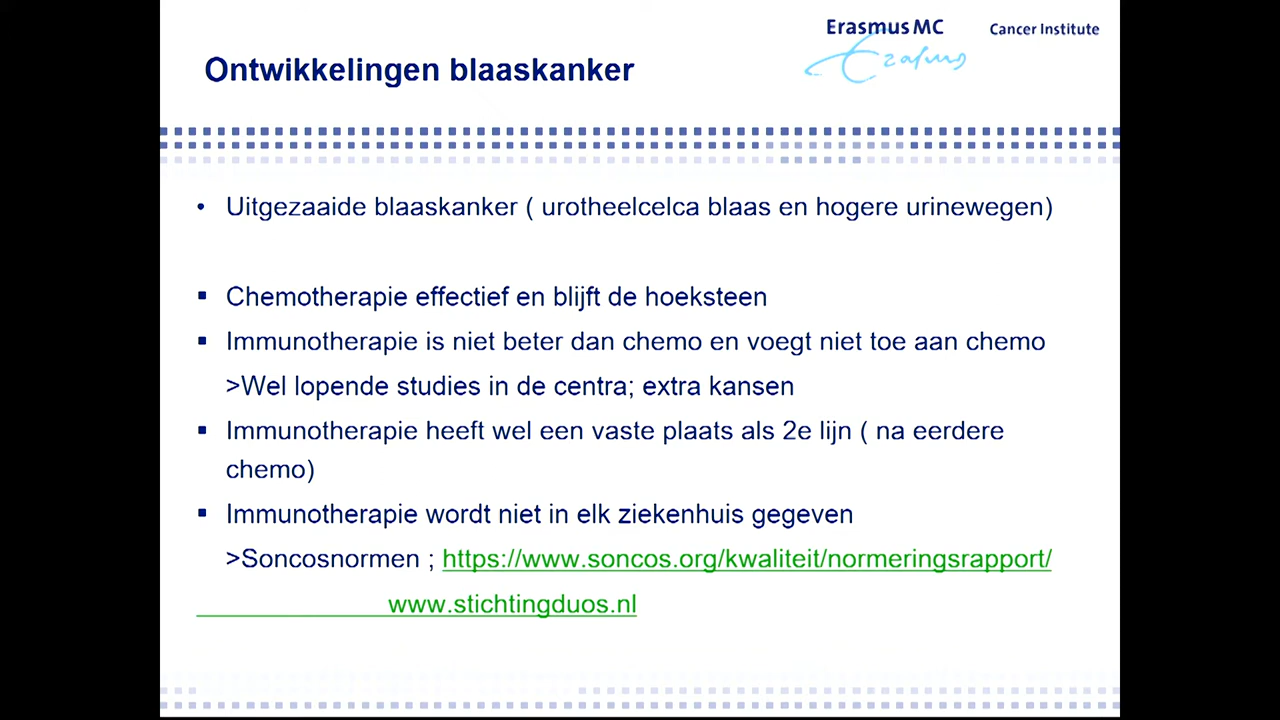 Erasmus MC Cancer Institute
Erasmus
Ontwikkelingen blaaskanker
• Uitgezaaide blaaskanker ( urotheelcelca blaas en hogere urinewegen)
▪ Chemotherapie effectief en blijft de hoeksteen
▪ Immunotherapie is niet beter dan chemo en voegt niet toe aan chemo
>Wel lopende studies in de centra; extra kansen
▪ Immunotherapie heeft wel een vaste plaats als 2e lijn ( na eerdere
chemo)
▪ Immunotherapie wordt niet in elk ziekenhuis gegeven
>Soncosnormen ; https://www.soncos.org/kwaliteit/normeringsrapport/
www.stichtingduos.nl